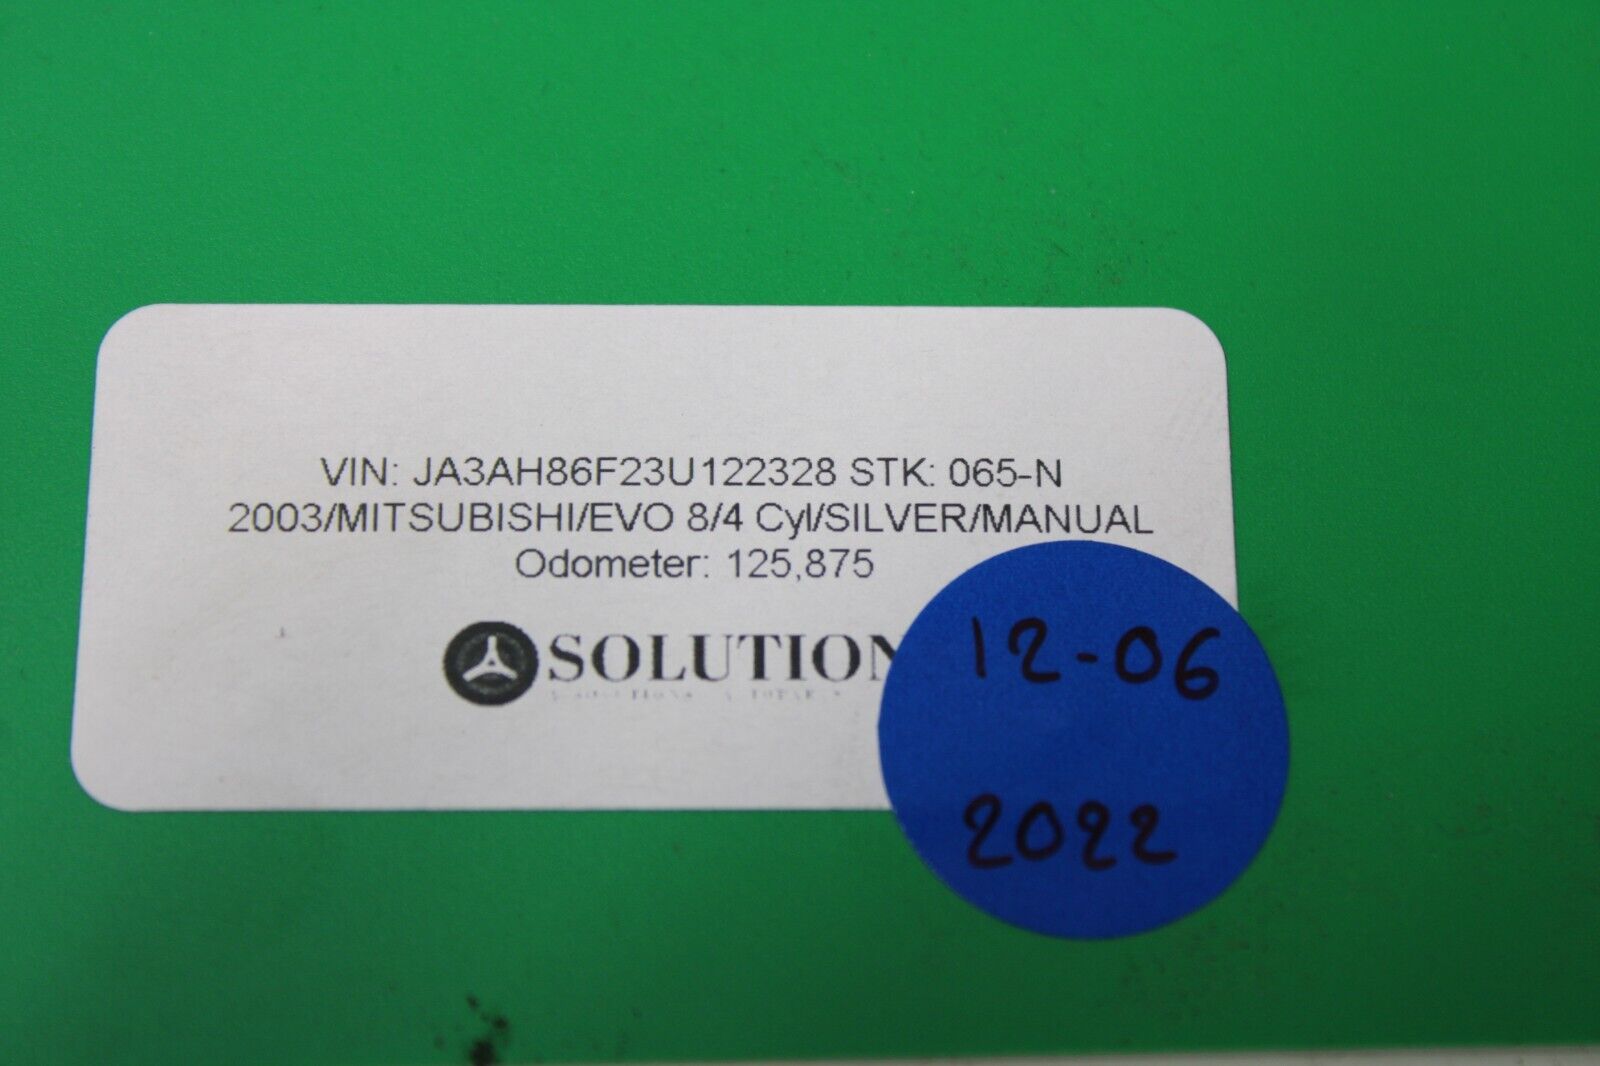 VIN: JA3AH86F23U122328 STK: 065-N
2003/MITSUBISHI/EVO 8/4 Cyl/SILVER/MANUAL
Odometer: 125,875
SOLUTION
12-06
2022